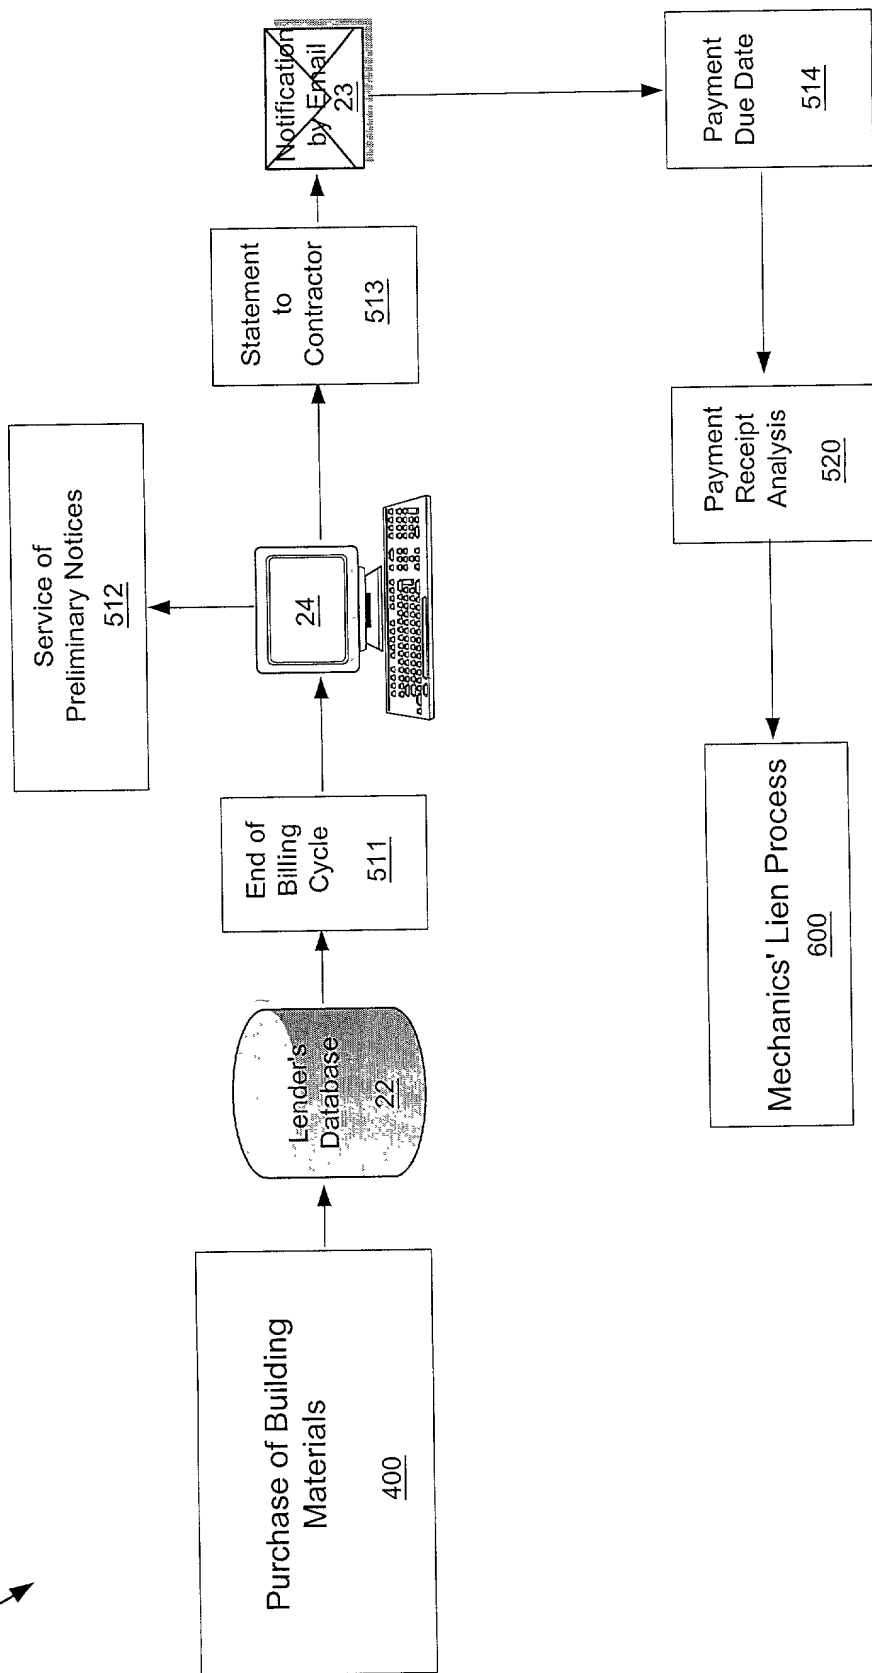 Purchase of Building
Materials
400
Lender's
Database
22
End of
Billing
Cycle
511
24
Service of
Preliminary Notices
512
Statement
to
Contractor
513
Notification
by Email
23
Payment
Due Date
514
Payment
Receipt
Analysis
520
Mechanics' Lien Process
600